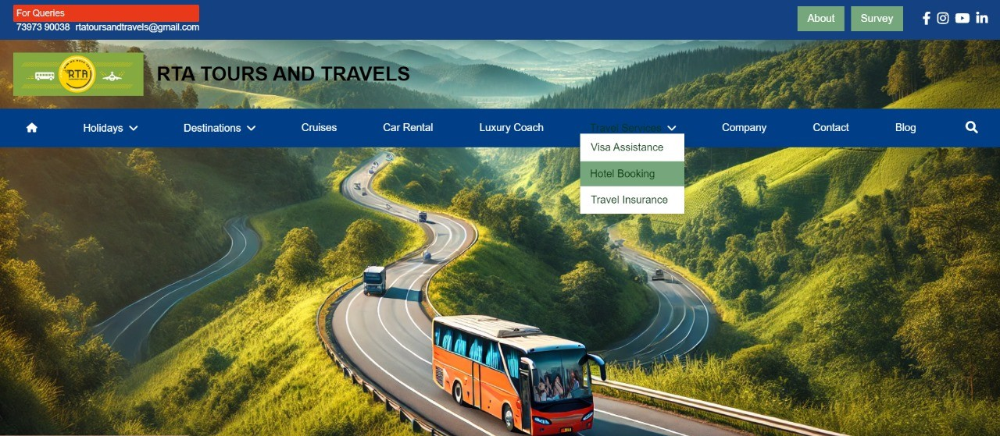 For Queries
73973 90038 rtatoursandtravels@gmail.com
About Survey
RTA
RTA TOURS AND TRAVELS
Holidays Destinations Cruises Car Rental Luxury Coach Travel Services Company Contact Blog
Visa Assistance
Hotel Booking
Travel Insurance